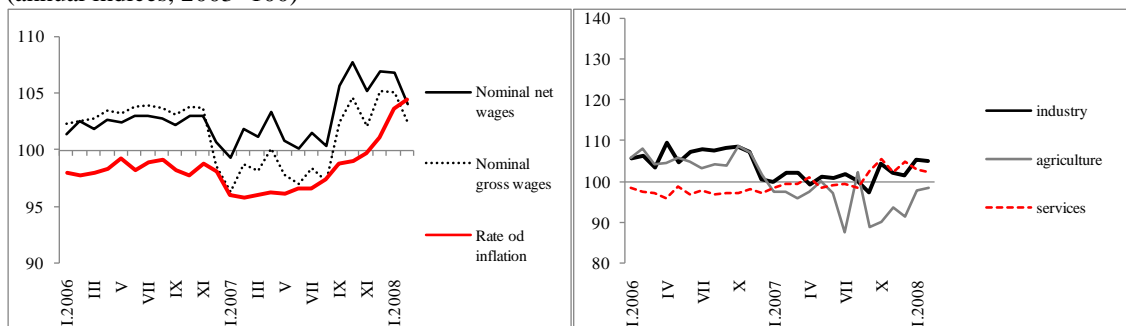 (annual indices, 2005=100)
110
105
100
95
90
I.2006
III
V
VII
IX
XI
I.2007
III
V
VII
IX
XI
I.2008
Nominal net
wages
Nominal
gross wages
Rate od
inflation
140
130
120
110
100
90
80
I.2006
IV
VII
X
I.2007
IV
VII
X
I.2008
industry
agriculture
services